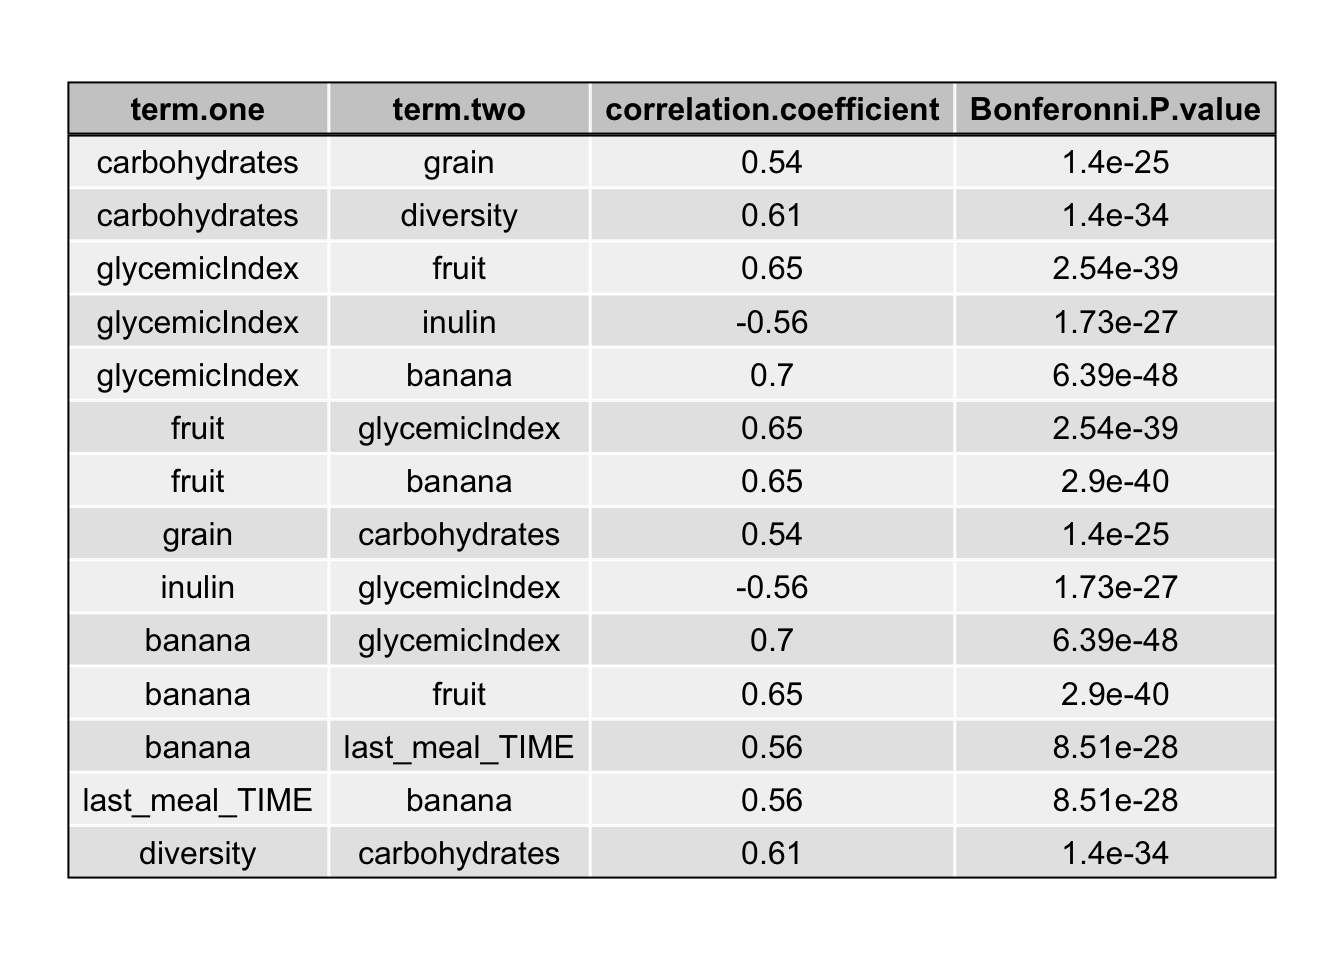 term.one term.two correlation.coefficient Bonferonni.P.value
carbohydrates grain 0.54 1.4e-25
carbohydrates diversity 0.61 1.4e-34
glycemicIndex fruit 0.65 2.54e-39
glycemicIndex inulin -0.56 1.73e-27
glycemicIndex banana 0.7 6.39e-48
fruit glycemicIndex 0.65 2.54e-39
fruit banana 0.65 2.9e-40
grain carbohydrates 0.54 1.4e-25
inulin glycemicIndex -0.56 1.73e-27
banana glycemicIndex 0.7 6.39e-48
banana fruit 0.65 2.9e-40
banana last_meal_TIME 0.56 8.51e-28
last_meal_TIME banana 0.56 8.51e-28
diversity carbohydrates 0.61 1.4e-34